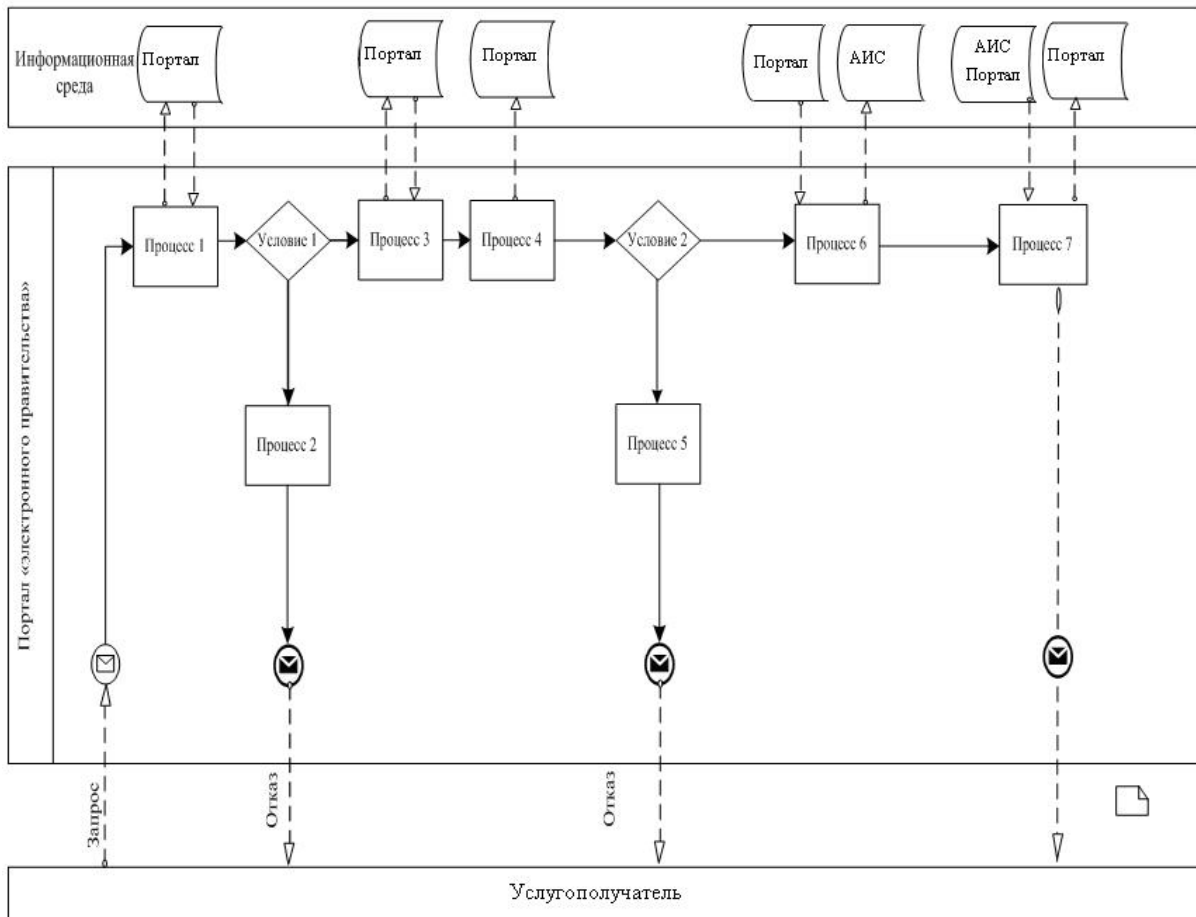 Информационная
среда
Портал
Портал
Портал
Портал
АИС
АИС
Портал
Портал
Портал «электронного правительства»
Процесс 1
Условие 1
Процесс 3
Процесс 4
Условие 2
Процесс 6
Процесс 7
Процесс 2
Процесс 5
Запрос
Отказ
Отказ
Услугополучатель